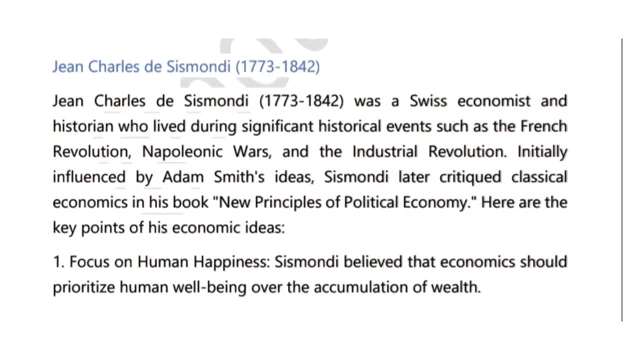 Jean Charles de Sismondi (1773-1842)
Jean Charles de Sismondi (1773-1842) was a Swiss economist and
historian who lived during significant historical events such as the French
Revolution, Napoleonic Wars, and the Industrial Revolution. Initially
influenced by Adam Smith's ideas, Sismondi later critiqued classical
economics in his book "New Principles of Political Economy." Here are the
key points of his economic ideas:
1. Focus on Human Happiness: Sismondi believed that economics should
prioritize human well-being over the accumulation of wealth.